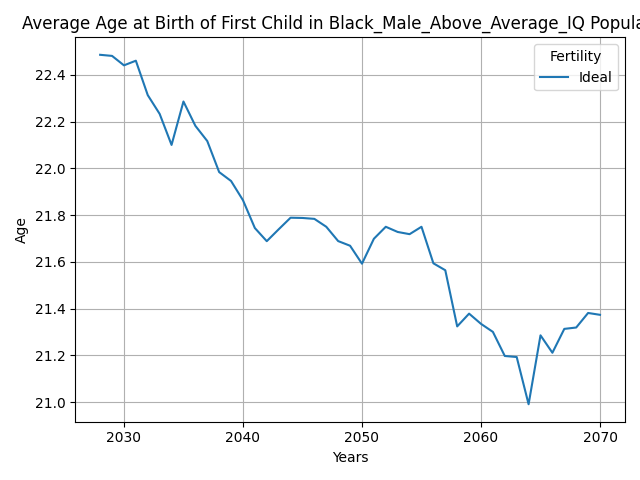 Average Age at Birth of First Child in Black_Male_Above_Average_IQ Popula
Fertility
Ideal
22.4
22.2
22.0
21.8
21.6
21.4
21.2
21.0
Age
2030 2040 2050 2060 2070
Years